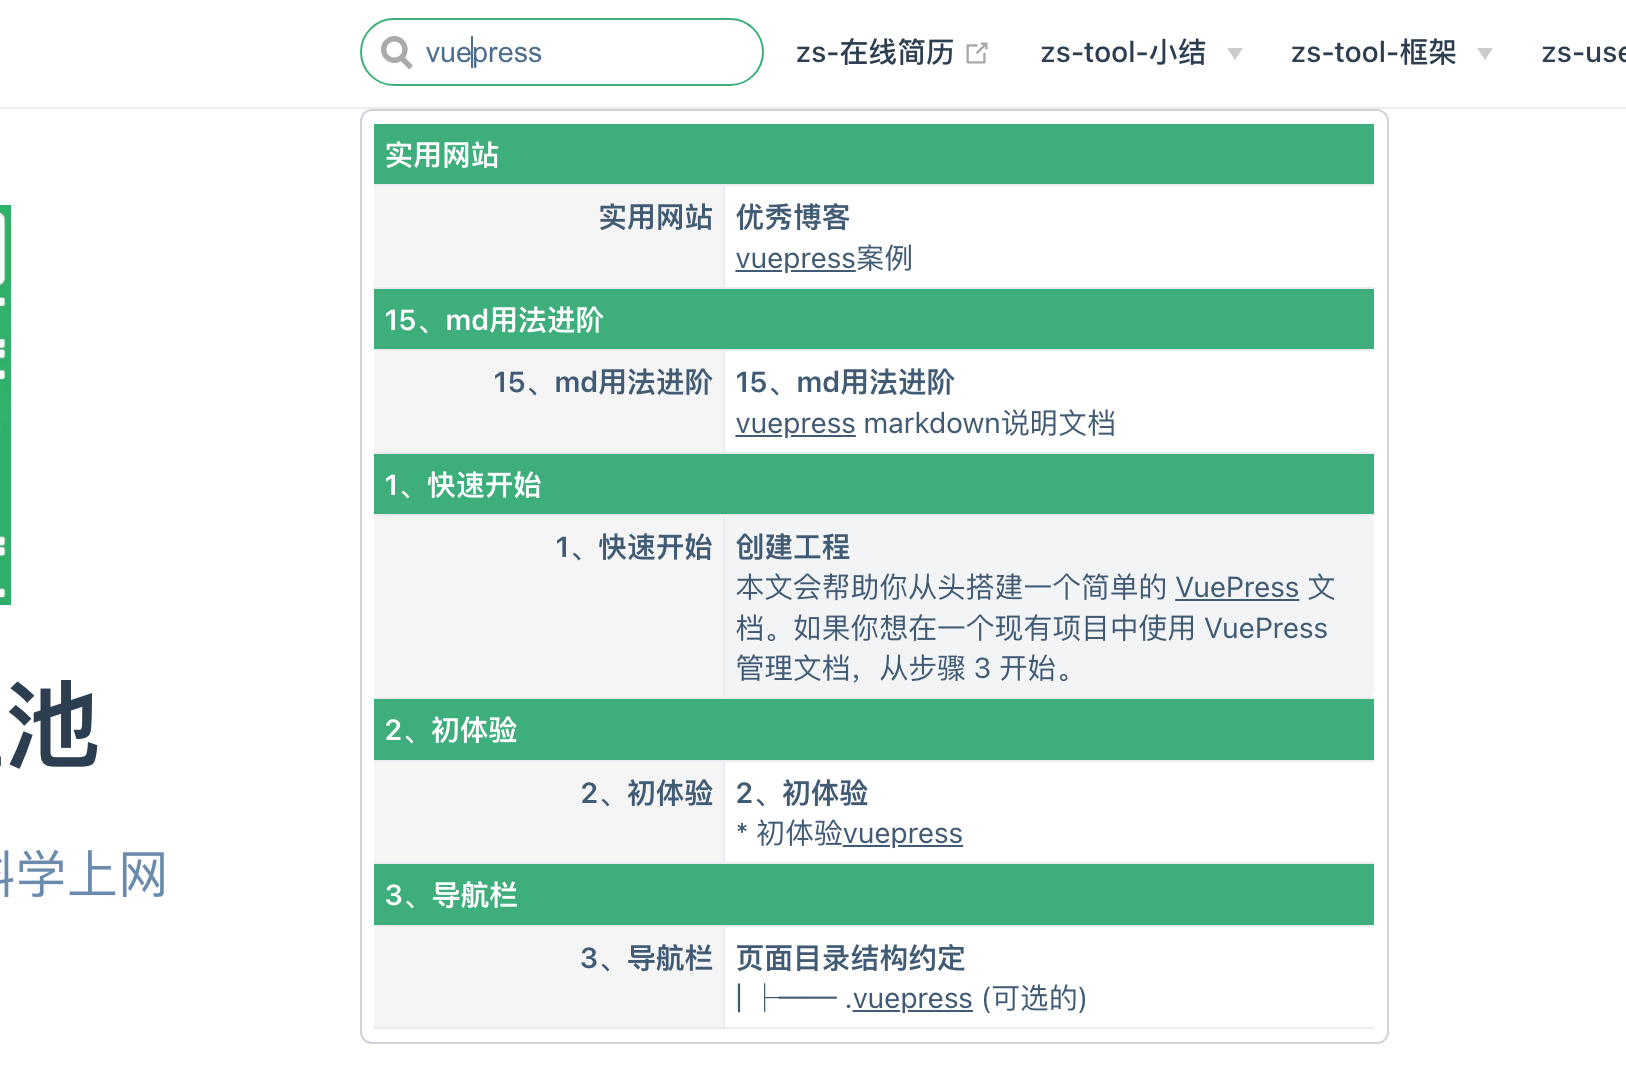 vuepress
zs-在线简历
zs-tool-小结
zs-tool-框架
zs-use
实用网站
实用网站
优秀博客
vuepress案例
15、md用法进阶
15、md用法进阶
15、md用法进阶
vuepress markdown说明文档
1、快速开始
1、快速开始
创建工程
本文会帮助你从头搭建一个简单的 VuePress 文
档。如果你想在一个现有项目中使用 VuePress
管理文档，从步骤 3 开始。
2、初体验
2、初体验
2、初体验
* 初体验vuepress
3、导航栏
3、导航栏
页面目录结构约定
| ├── .vuepress (可选的)
池
学上网